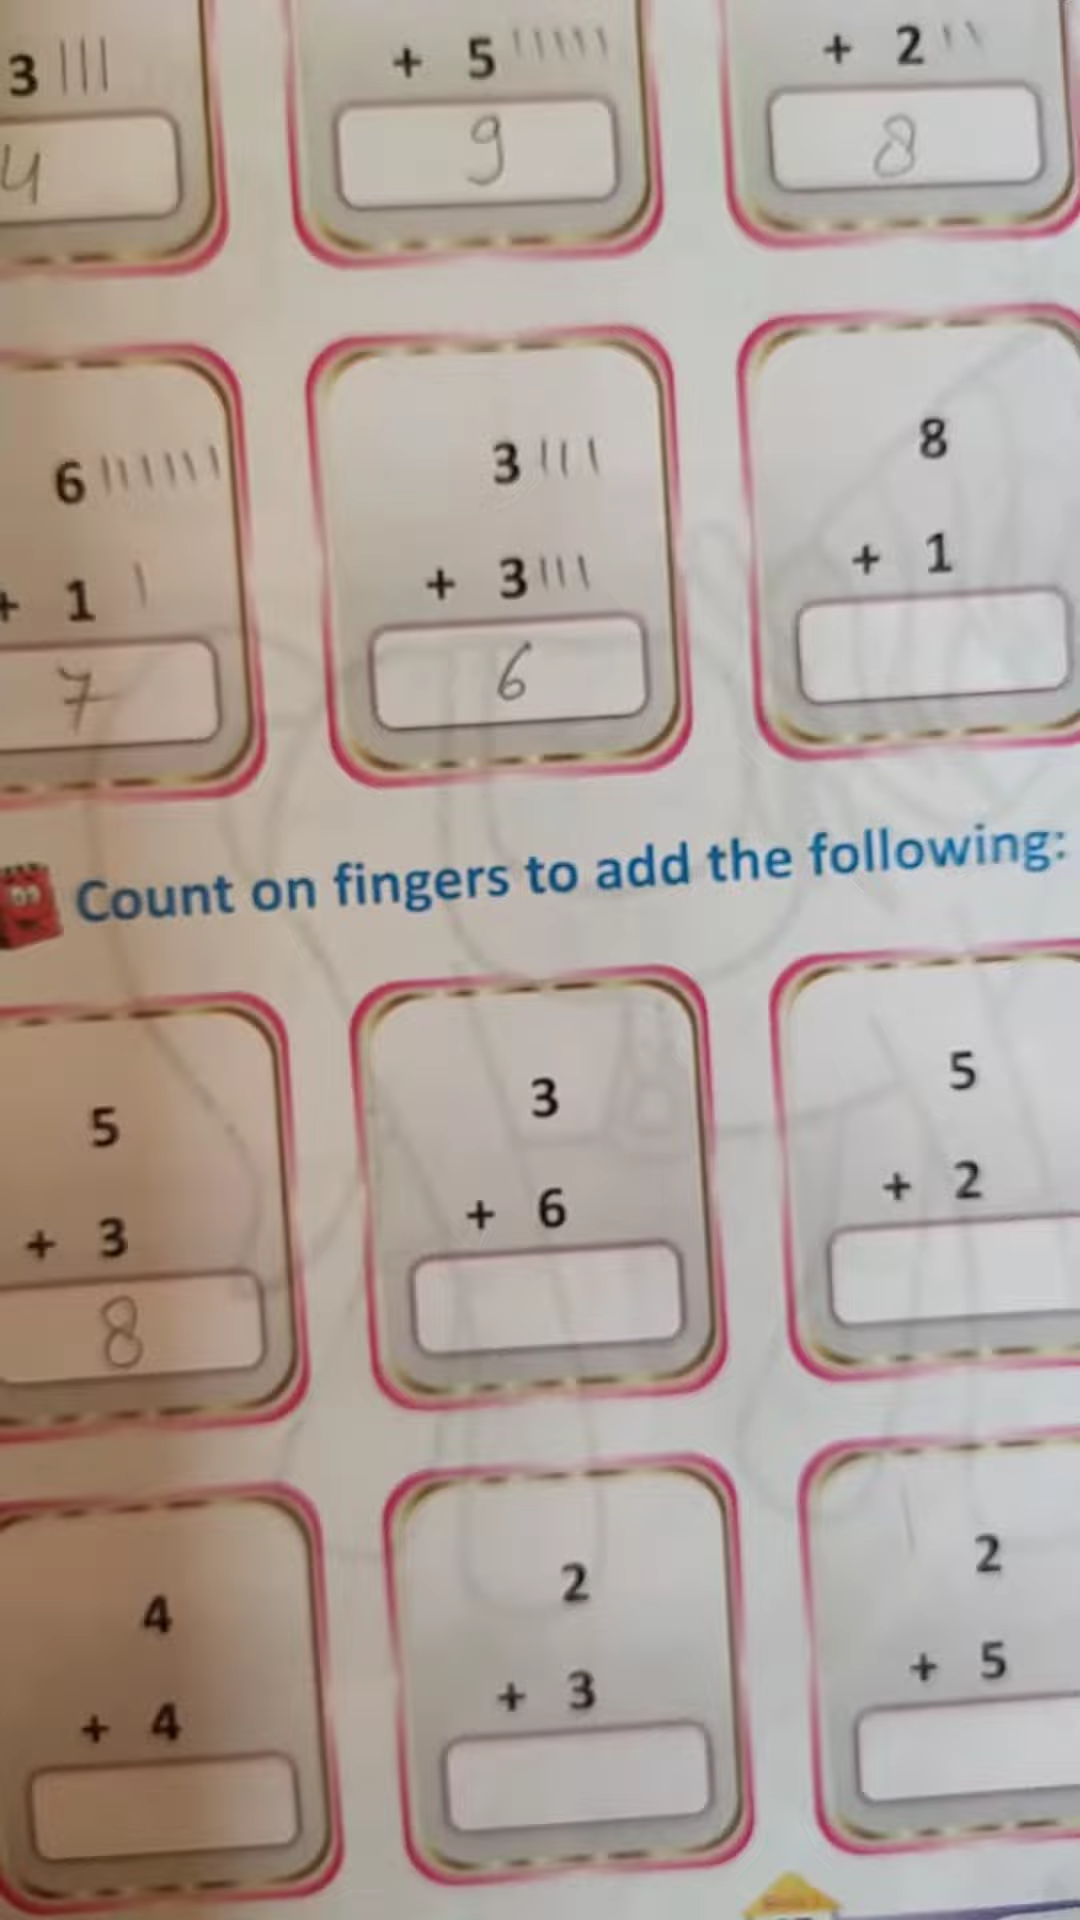 3 ||| + 5 ||||| + 2 ||
4 9 8
6 |||||| 3 ||| 8
+ 1 | + 3 ||| + 1
7 6
Count on fingers to add the following:
5 3 5
+ 3 + 6 + 2
8
4 2 2
+ 4 + 3 + 5